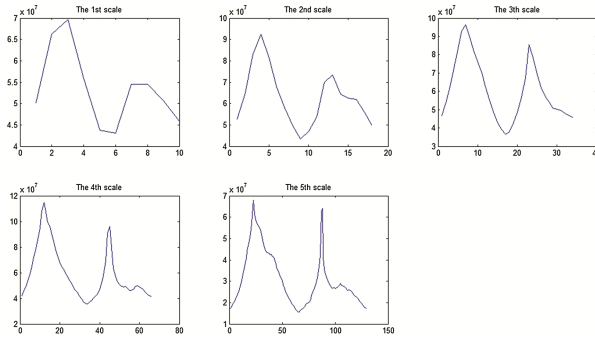 The 1st scale
x 10^7
7
6.5
6
5.5
5
4.5
4
0 2 4 6 8 10
The 2nd scale
x 10^7
10
9
8
7
6
5
4
0 5 10 15 20
The 3th scale
x 10^7
10
9
8
7
6
5
4
3
0 10 20 30 40
The 4th scale
x 10^7
12
10
8
6
4
2
0 20 40 60 80
The 5th scale
x 10^7
7
6
5
4
3
2
1
0 50 100 150